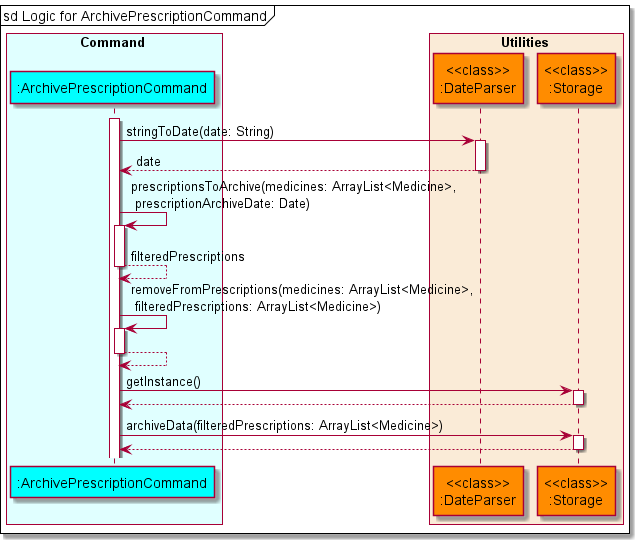 sd Logic for ArchivePrescriptionCommand
Command
Utilities
:ArchivePrescriptionCommand
<<class>>
:DateParser
<<class>>
:Storage
stringToDate(date: String)
date
prescriptionsToArchive(medicines: ArrayList<Medicine>,
prescriptionArchiveDate: Date)
filteredPrescriptions
removeFromPrescriptions(medicines: ArrayList<Medicine>,
filteredPrescriptions: ArrayList<Medicine>)
getInstance()
archiveData(filteredPrescriptions: ArrayList<Medicine>)
:ArchivePrescriptionCommand
<<class>>
:DateParser
<<class>>
:Storage